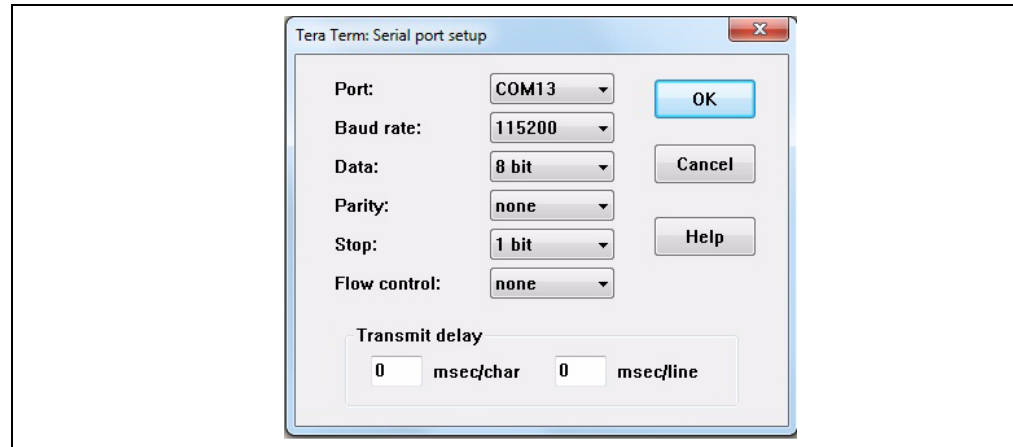 Tera Term: Serial port setup
Port: COM13
OK
Baud rate: 115200
Data: 8 bit
Cancel
Parity: none
Stop: 1 bit
Help
Flow control: none
Transmit delay
0 msec/char 0 msec/line